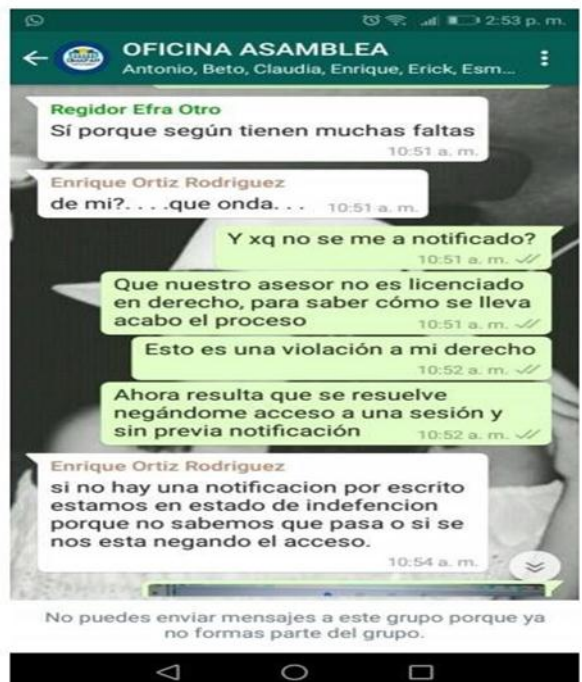 2:53 p. m.
OFICINA ASAMBLEA
Antonio, Beto, Claudia, Enrique, Erick, Esm...
Regidor Efra Otro
Sí porque según tienen muchas faltas
10:51 a. m.
Enrique Ortiz Rodriguez
de mi?. . . .que onda. . .
10:51 a. m.
Y xq no se me a notificado?
10:51 a. m.
Que nuestro asesor no es licenciado
en derecho, para saber cómo se lleva
acabo el proceso
10:51 a. m.
Esto es una violación a mi derecho
10:52 a. m.
Ahora resulta que se resuelve
negándome acceso a una sesión y
sin previa notificación
10:52 a. m.
Enrique Ortiz Rodriguez
si no hay una notificacion por escrito
estamos en estado de indefencion
porque no sabemos que pasa o si se
nos esta negando el acceso.
10:54 a. m.
No puedes enviar mensajes a este grupo porque ya
no formas parte del grupo.